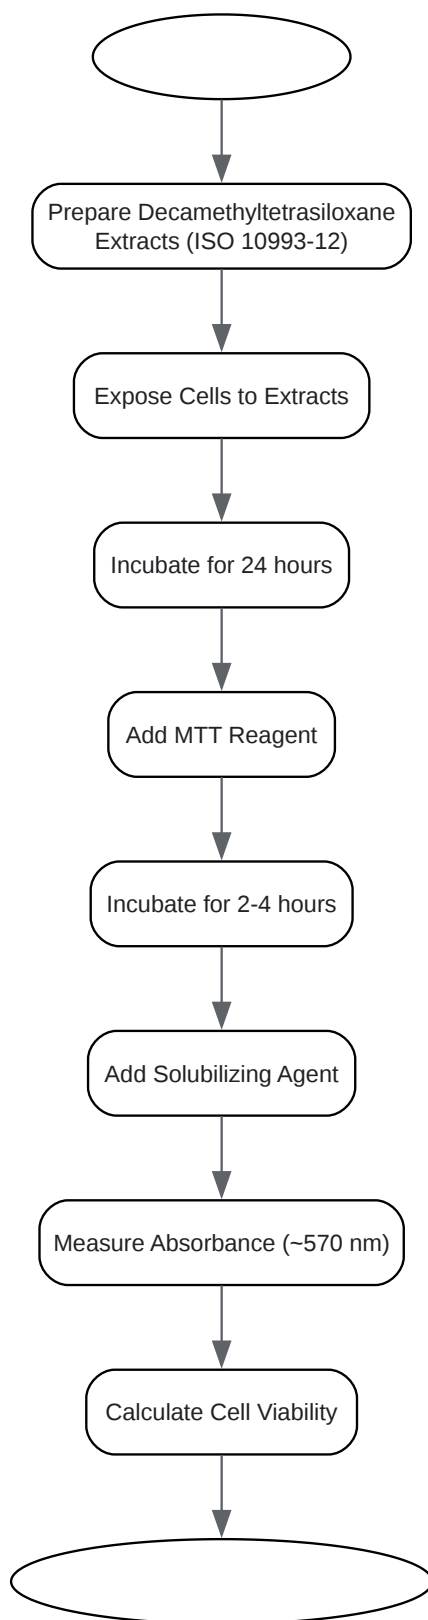 Prepare Decamethyltetrasiloxane
Extracts (ISO 10993-12)
Expose Cells to Extracts
Incubate for 24 hours
Add MTT Reagent
Incubate for 2-4 hours
Add Solubilizing Agent
Measure Absorbance (~570 nm)
Calculate Cell Viability